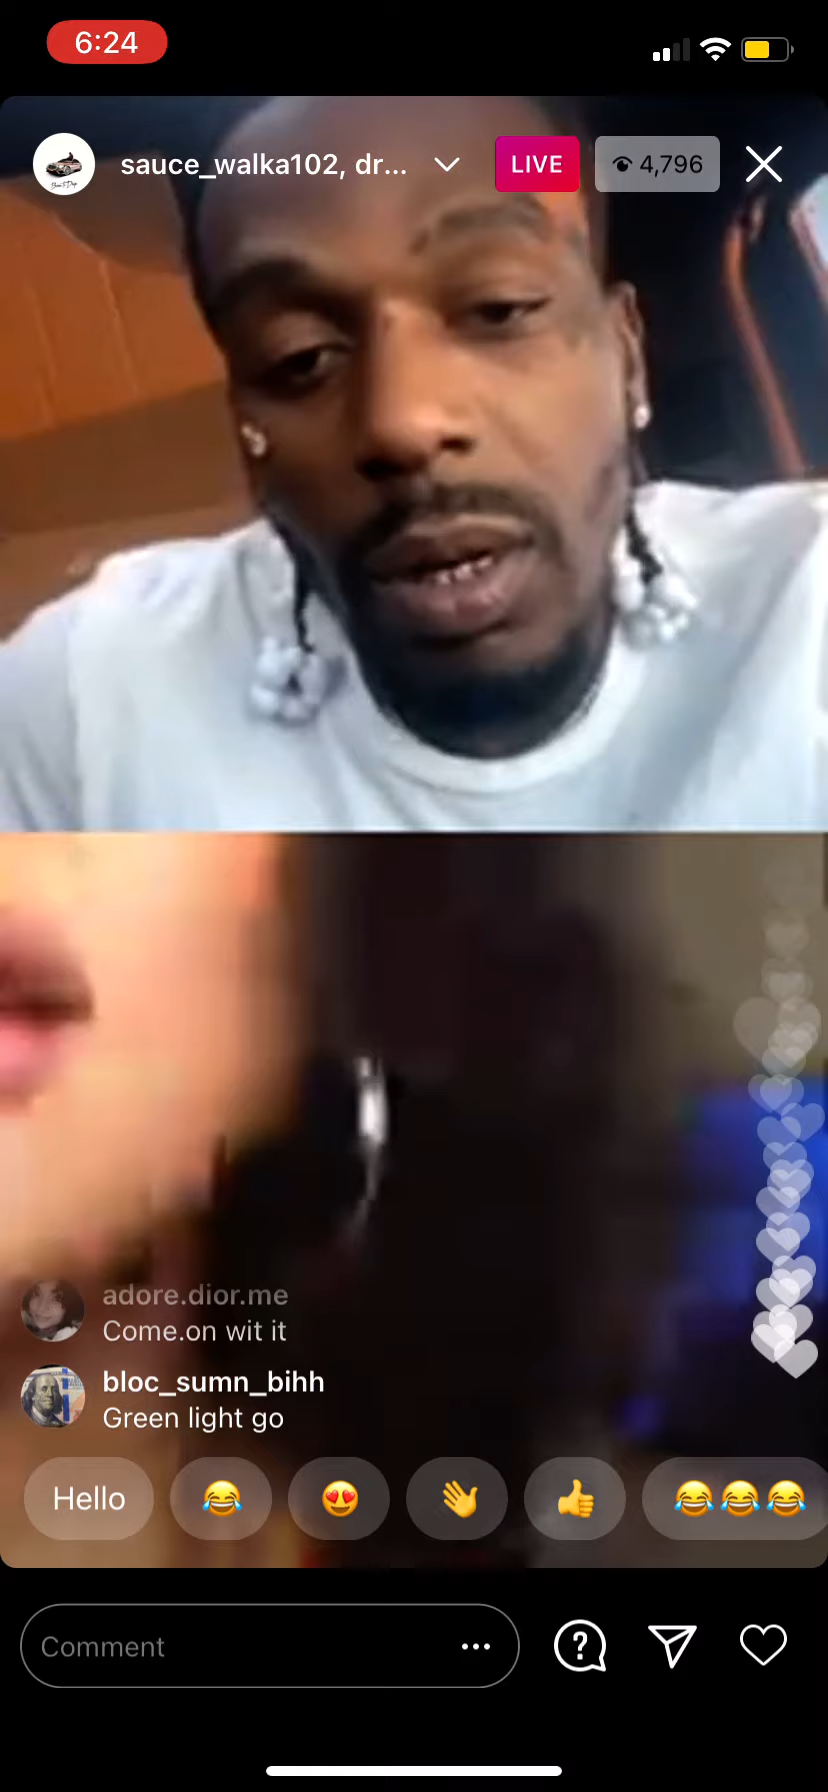 6:24
sauce_walka102, dr...
LIVE
4,796
adore.dior.me
Come.on wit it
bloc_sumn_bihh
Green light go
Hello
Comment